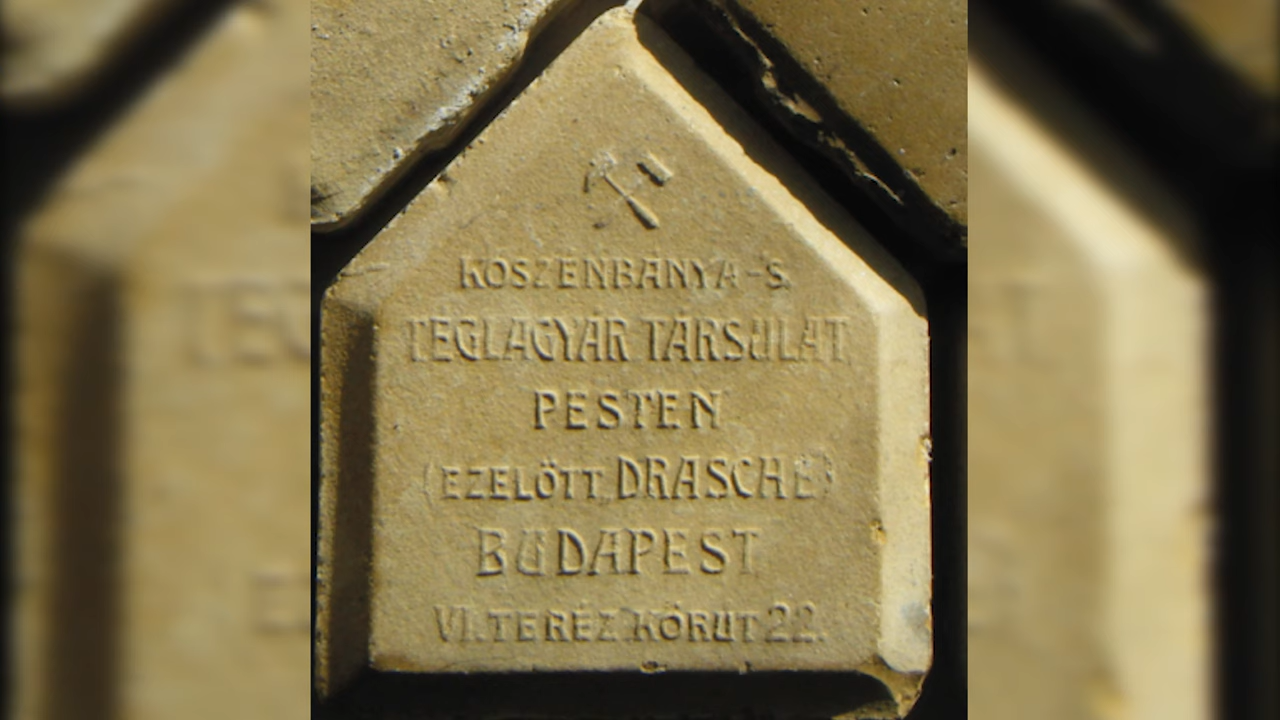 KŐSZÉNBÁNYA-S.
TÉGLAGYÁR TÁRSULAT
PESTEN
(EZELŐTT DRASCHE)
BUDAPEST
VI. TERÉZ KÖRUT 22.